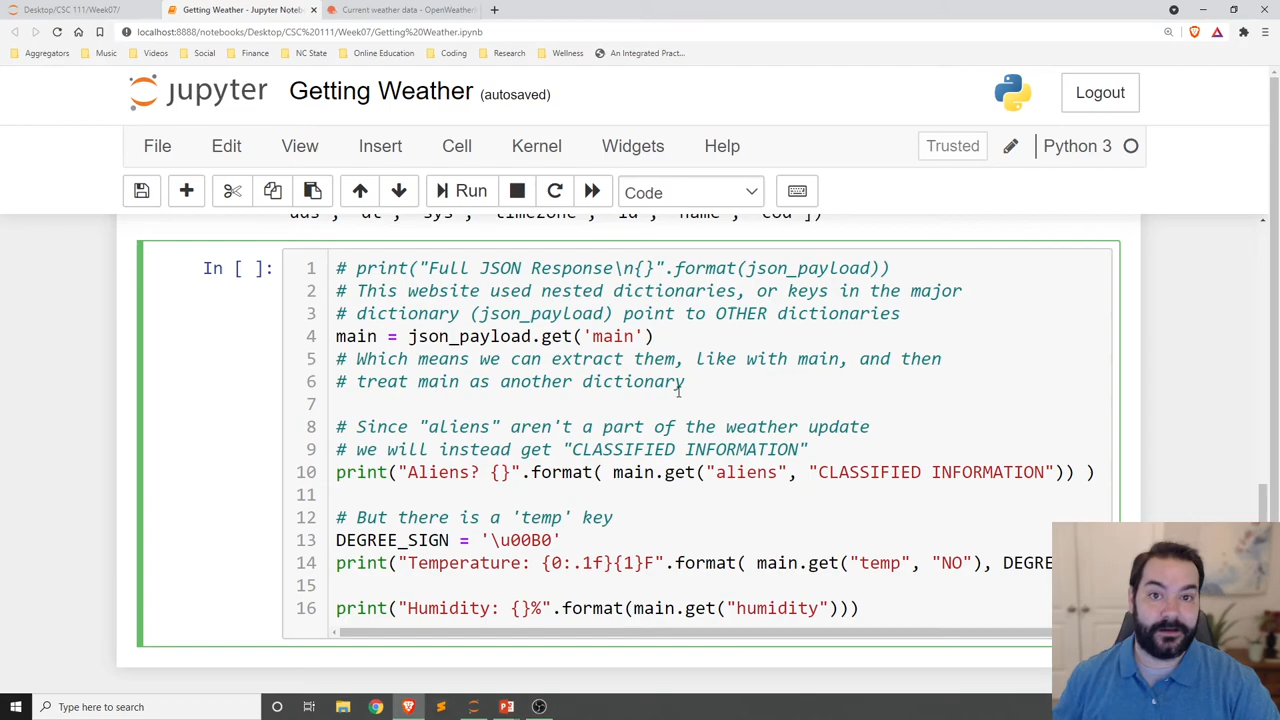 Desktop/CSC 111/Week07/
Getting Weather - Jupyter Noteb
Current weather data - OpenWeather
localhost:8888/notebooks/Desktop/CSC%20111/Week07/Getting%20Weather.ipynb
Aggregators Music Videos Social Finance NC State Online Education Coding Research Wellness An Integrated Pract...
jupyter Getting Weather (autosaved) Logout
File Edit View Insert Cell Kernel Widgets Help Trusted Python 3
Run Code
uds', 'dt', 'sys', 'timezone', 'id', 'name', 'cod'])
In [ ]:
1 # print("Full JSON Response\n{}".format(json_payload))
2 # This website used nested dictionaries, or keys in the major
3 # dictionary (json_payload) point to OTHER dictionaries
4 main = json_payload.get('main')
5 # Which means we can extract them, like with main, and then
6 # treat main as another dictionary
7
8 # Since "aliens" aren't a part of the weather update
9 # we will instead get "CLASSIFIED INFORMATION"
10 print("Aliens? {}".format( main.get("aliens", "CLASSIFIED INFORMATION")) )
11
12 # But there is a 'temp' key
13 DEGREE_SIGN = '\u00B0'
14 print("Temperature: {0:.1f}{1}F".format( main.get("temp", "NO"), DEGRE
15
16 print("Humidity: {}%".format(main.get("humidity")))
Type here to search